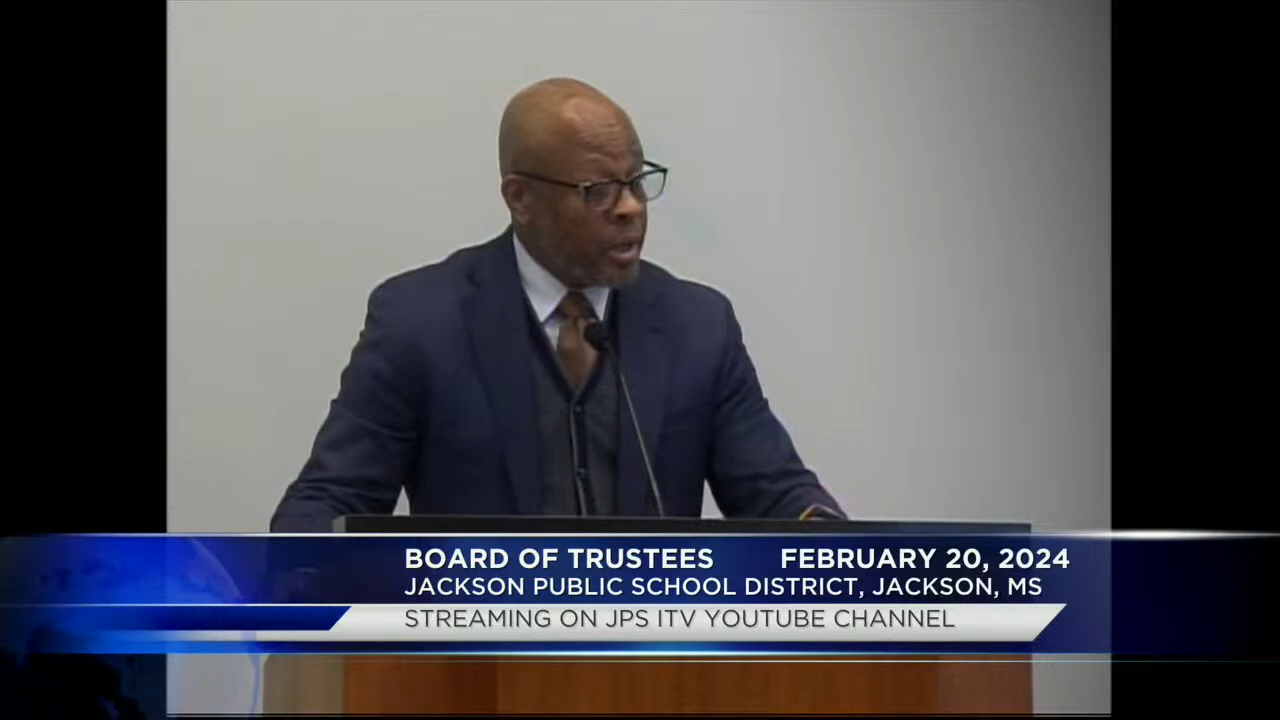 BOARD OF TRUSTEES FEBRUARY 20, 2024
JACKSON PUBLIC SCHOOL DISTRICT, JACKSON, MS
STREAMING ON JPS ITV YOUTUBE CHANNEL